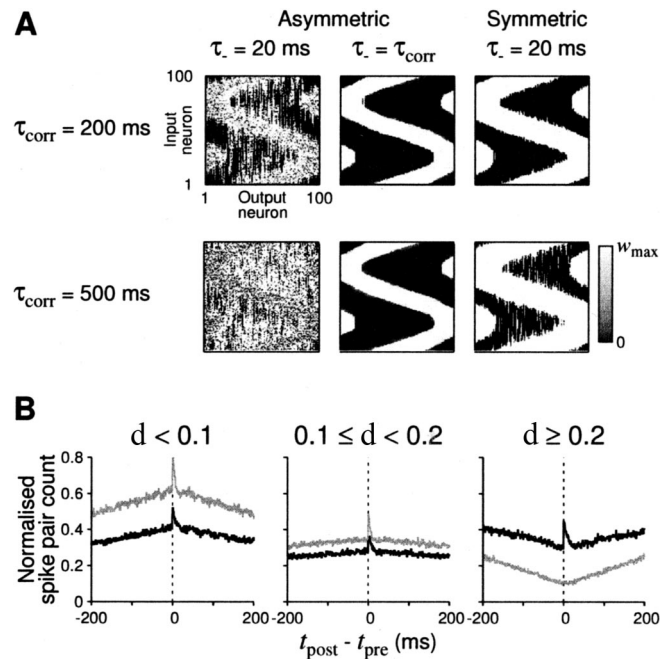 A
Asymmetric
Symmetric
τ- = 20 ms
τ- = τcorr
τ- = 20 ms
τcorr = 200 ms
Input neuron
100
1
1
Output neuron
100
τcorr = 500 ms
wmax
0
B
d < 0.1
0.1 ≤ d < 0.2
d ≥ 0.2
Normalised spike pair count
0.8
0.6
0.4
0.2
0
-200
0
200
-200
0
200
-200
0
200
tpost - tpre (ms)